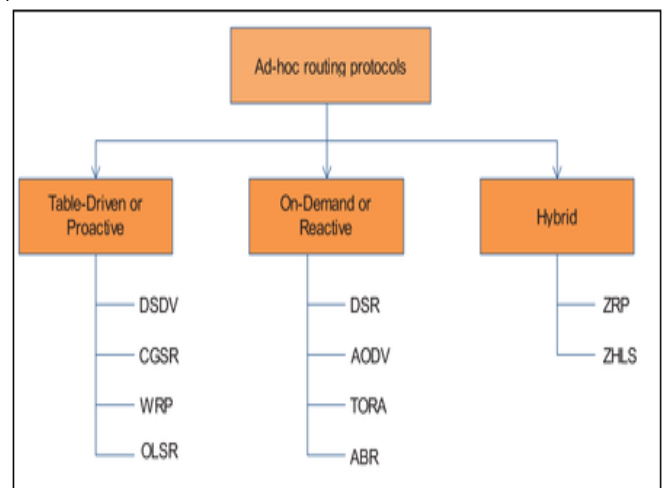 Ad-hoc routing protocols
Table-Driven or
Proactive
On-Demand or
Reactive
Hybrid
DSDV
CGSR
WRP
OLSR
DSR
AODV
TORA
ABR
ZRP
ZHLS